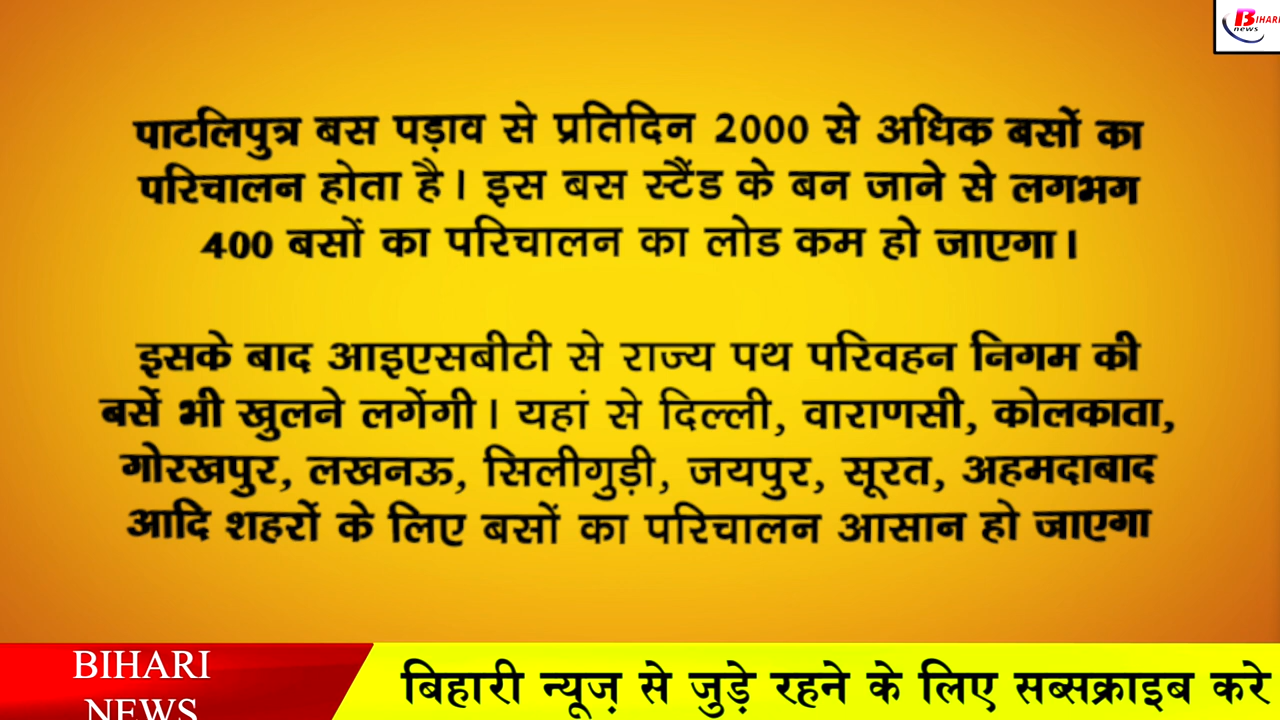 BIHARI
news
पाटलिपुत्र बस पड़ाव से प्रतिदिन 2000 से अधिक बसों का
परिचालन होता है। इस बस स्टैंड के बन जाने से लगभग
400 बसों का परिचालन का लोड कम हो जाएगा।
इसके बाद आइएसबीटी से राज्य पथ परिवहन निगम की
बसें भी खुलने लगेंगी। यहां से दिल्ली, वाराणसी, कोलकाता,
गोरखपुर, लखनऊ, सिलीगुड़ी, जयपुर, सूरत, अहमदाबाद
आदि शहरों के लिए बसों का परिचालन आसान हो जाएगा
BIHARI
NEWS
बिहारी न्यूज़ से जुड़े रहने के लिए सब्सक्राइब करे